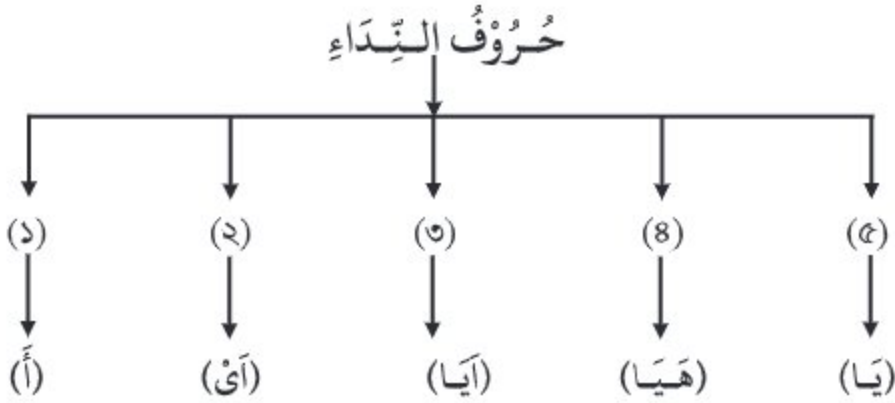 حُرُوْفُ النِّدَاءِ
(১) (২) (৩) (৪) (৫)
(أَ) (اَىْ) (اَيَا) (هَيَا) (يَا)